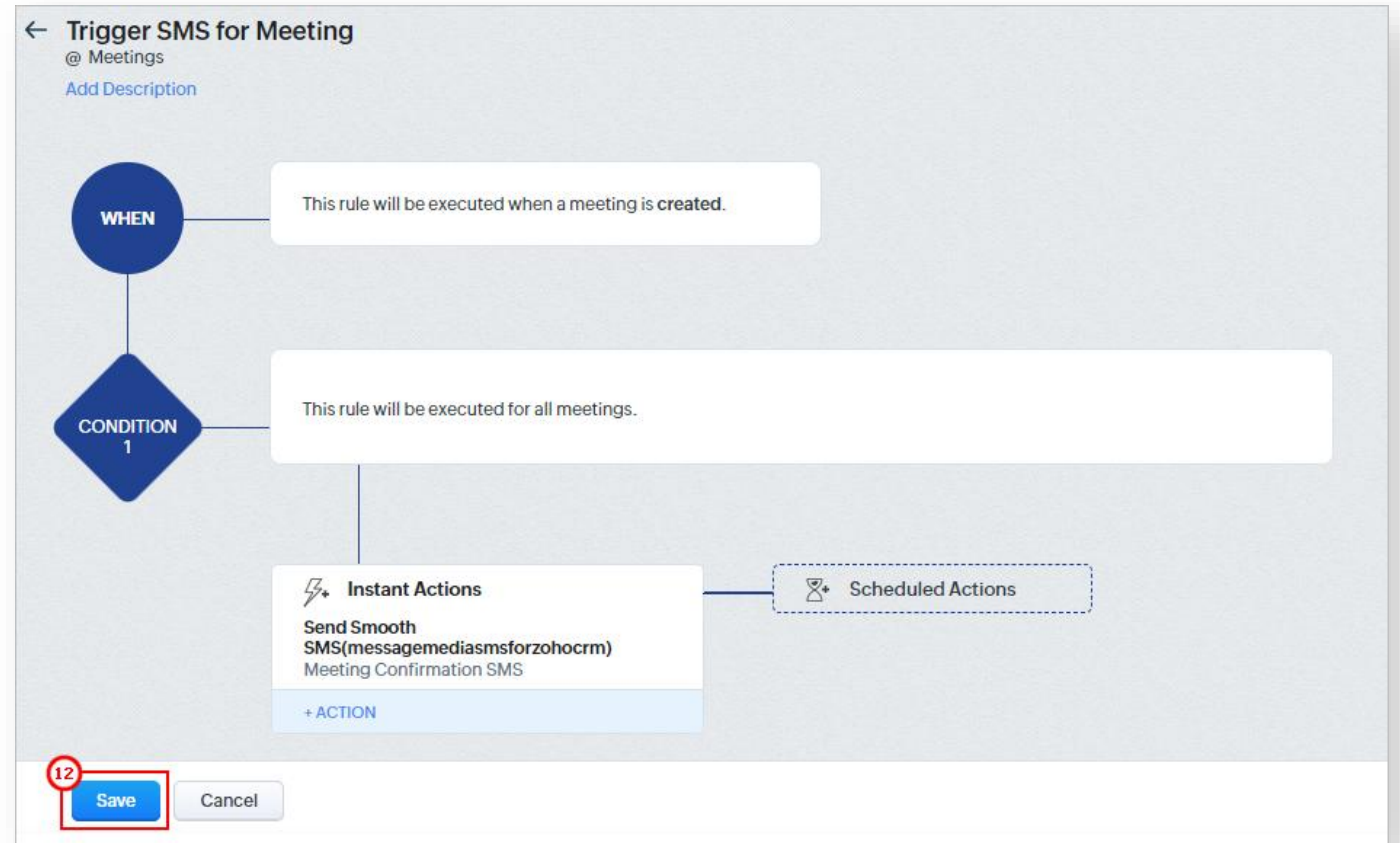 Trigger SMS for Meeting
@ Meetings
Add Description
WHEN
This rule will be executed when a meeting is created.
CONDITION
1
This rule will be executed for all meetings.
Instant Actions
Scheduled Actions
Send Smooth
SMS(messagemediasmsforzohocrm)
Meeting Confirmation SMS
+ ACTION
12
Save
Cancel